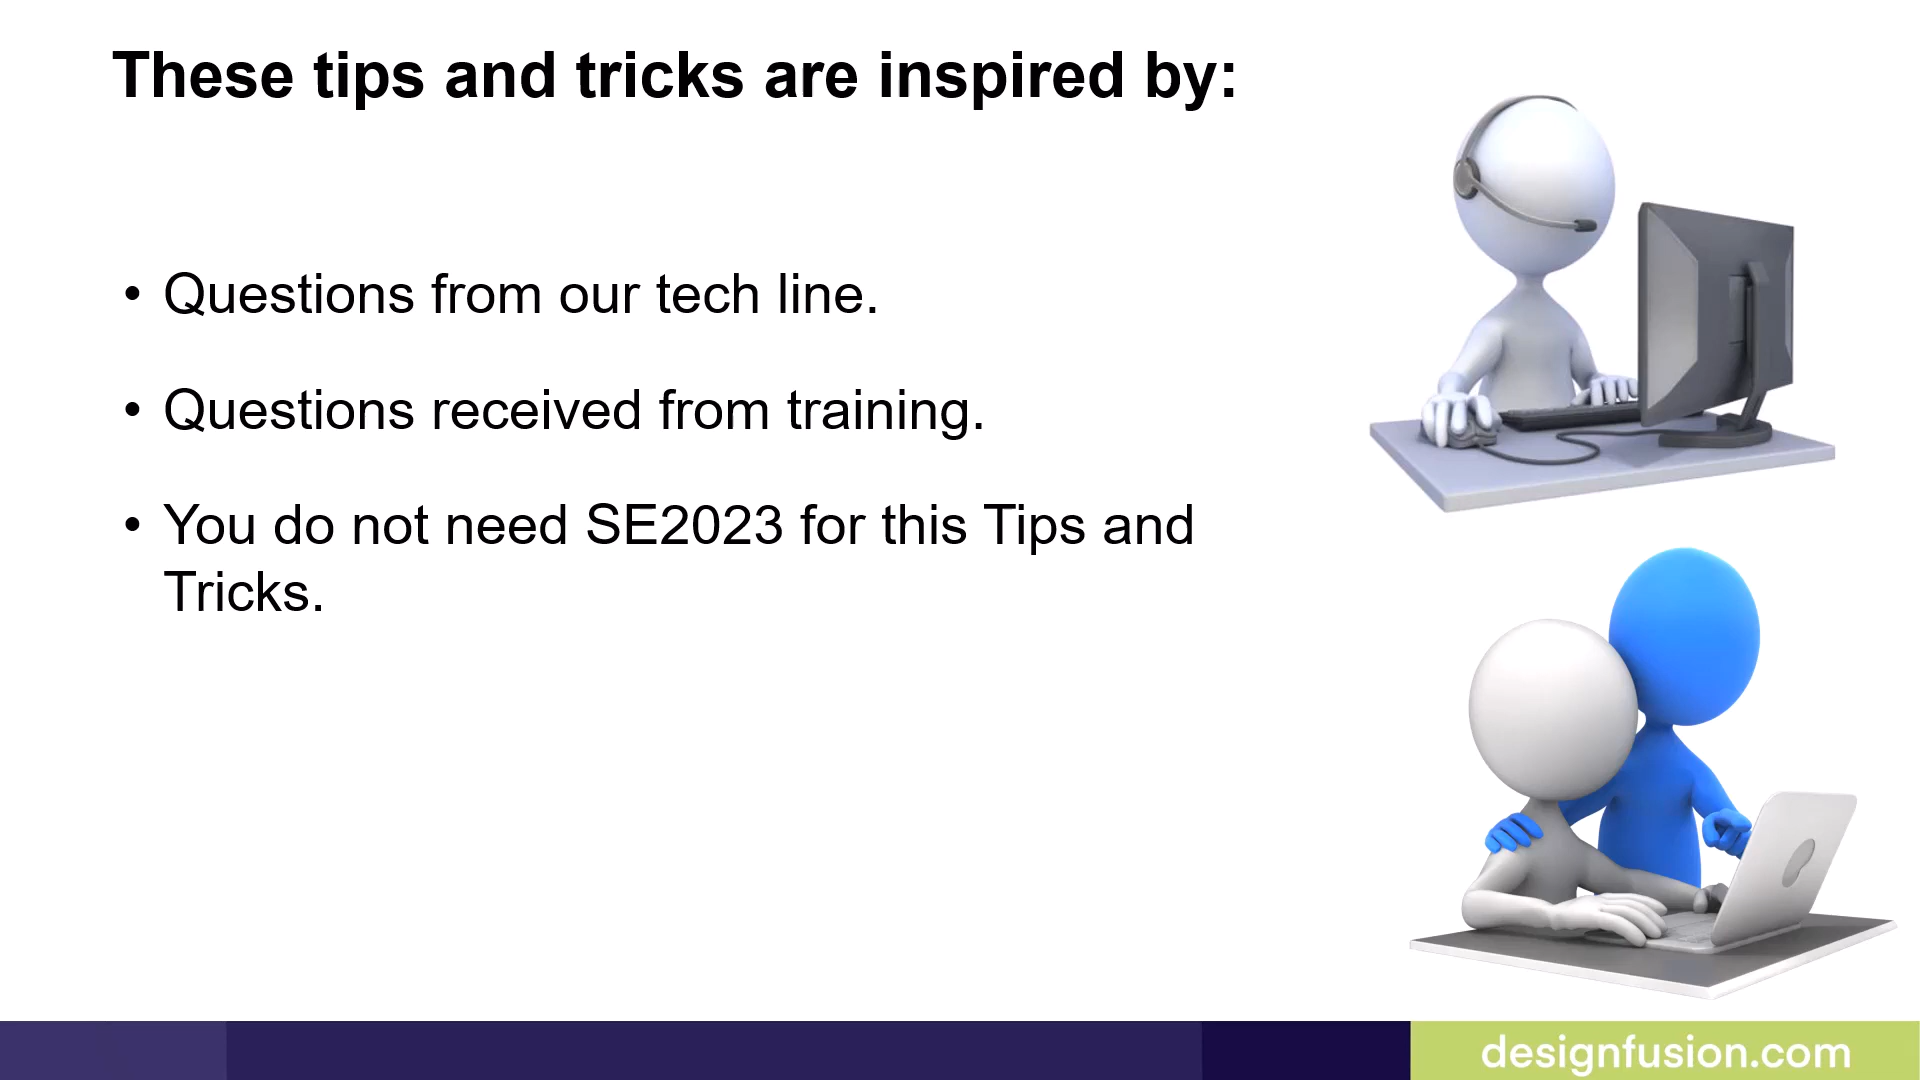 These tips and tricks are inspired by:
• Questions from our tech line.
• Questions received from training.
• You do not need SE2023 for this Tips and
Tricks.
designfusion.com